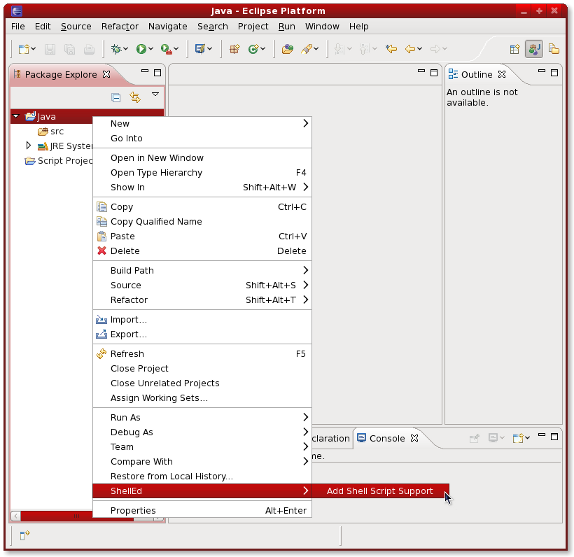 Java - Eclipse Platform
File Edit Source Refactor Navigate Search Project Run Window Help
Package Explore
Outline
An outline is not
available.
Java
src
JRE Syste
Script Projec
New
Go Into
Open in New Window
Open Type Hierarchy F4
Show In Shift+Alt+W
Copy Ctrl+C
Copy Qualified Name
Paste Ctrl+V
Delete Delete
Build Path
Source Shift+Alt+S
Refactor Shift+Alt+T
Import...
Export...
Refresh F5
Close Project
Close Unrelated Projects
Assign Working Sets...
Run As
Debug As
Team
Compare With
Restore from Local History...
ShellEd
Add Shell Script Support
Properties Alt+Enter
claration
Console
me.